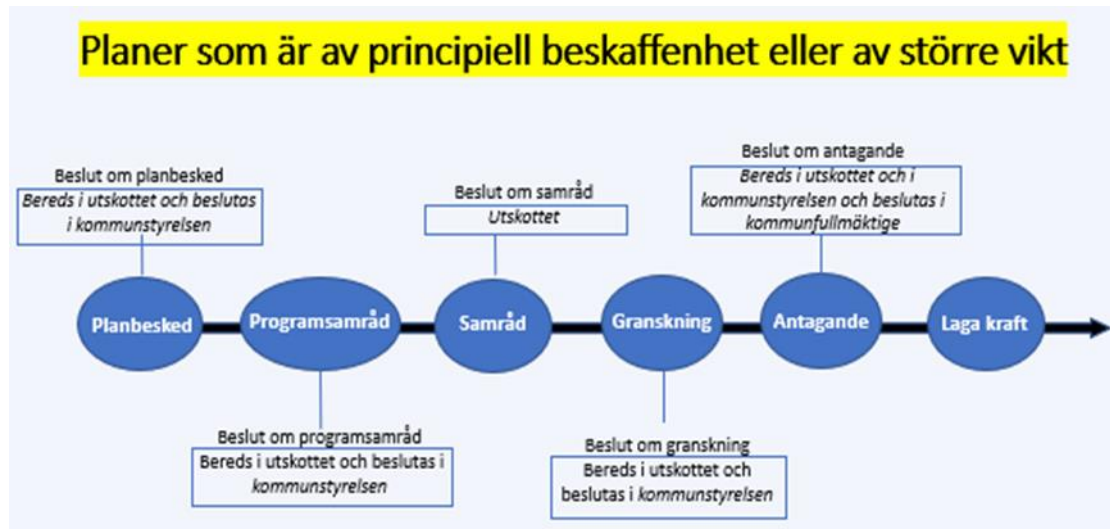 Planer som är av principiell beskaffenhet eller av större vikt
Beslut om planbesked
Bereds i utskottet och beslutas
i kommunstyrelsen
Beslut om samråd
Utskottet
Beslut om antagande
Bereds i utskottet och i
kommunstyrelsen och beslutas i
kommunfullmäktige
Planbesked
Programsamråd
Samråd
Granskning
Antagande
Laga kraft
Beslut om programsamråd
Bereds i utskottet och beslutas i
kommunstyrelsen
Beslut om granskning
Bereds i utskottet och
beslutas i kommunstyrelsen